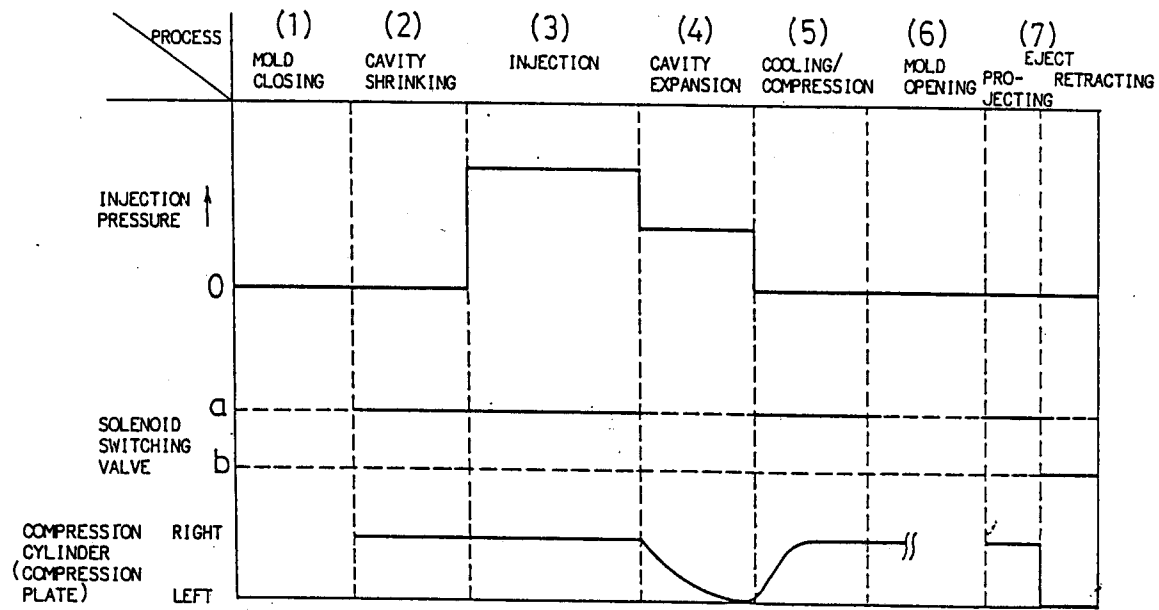 PROCESS
(1)
MOLD
CLOSING
(2)
CAVITY
SHRINKING
(3)
INJECTION
(4)
CAVITY
EXPANSION
(5)
COOLING/
COMPRESSION
(6)
MOLD
OPENING
(7)
EJECT
PRO-
JECTING
RETRACTING
INJECTION
PRESSURE
0
a
SOLENOID
SWITCHING
VALVE
b
COMPRESSION
CYLINDER
(COMPRESSION
PLATE)
RIGHT
LEFT